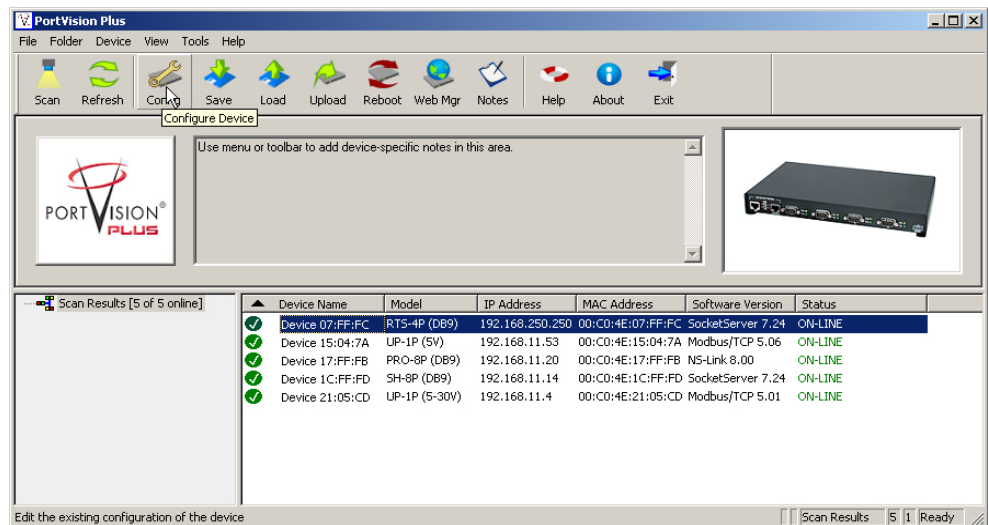 PortVision Plus
File Folder Device View Tools Help
Scan Refresh Config Save Load Upload Reboot Web Mgr Notes Help About Exit
Configure Device
Use menu or toolbar to add device-specific notes in this area.
PORTVISION®
PLUS
Scan Results [5 of 5 online]
Device Name Model IP Address MAC Address Software Version Status
Device 07:FF:FC RTS-4P (DB9) 192.168.250.250 00:C0:4E:07:FF:FC SocketServer 7.24 ON-LINE
Device 15:04:7A UP-1P (5V) 192.168.11.53 00:C0:4E:15:04:7A Modbus/TCP 5.06 ON-LINE
Device 17:FF:FB PRO-8P (DB9) 192.168.11.20 00:C0:4E:17:FF:FB NS-Link 8.00 ON-LINE
Device 1C:FF:FD SH-8P (DB9) 192.168.11.14 00:C0:4E:1C:FF:FD SocketServer 7.24 ON-LINE
Device 21:05:CD UP-1P (5-30V) 192.168.11.4 00:C0:4E:21:05:CD Modbus/TCP 5.01 ON-LINE
Edit the existing configuration of the device Scan Results 5 1 Ready